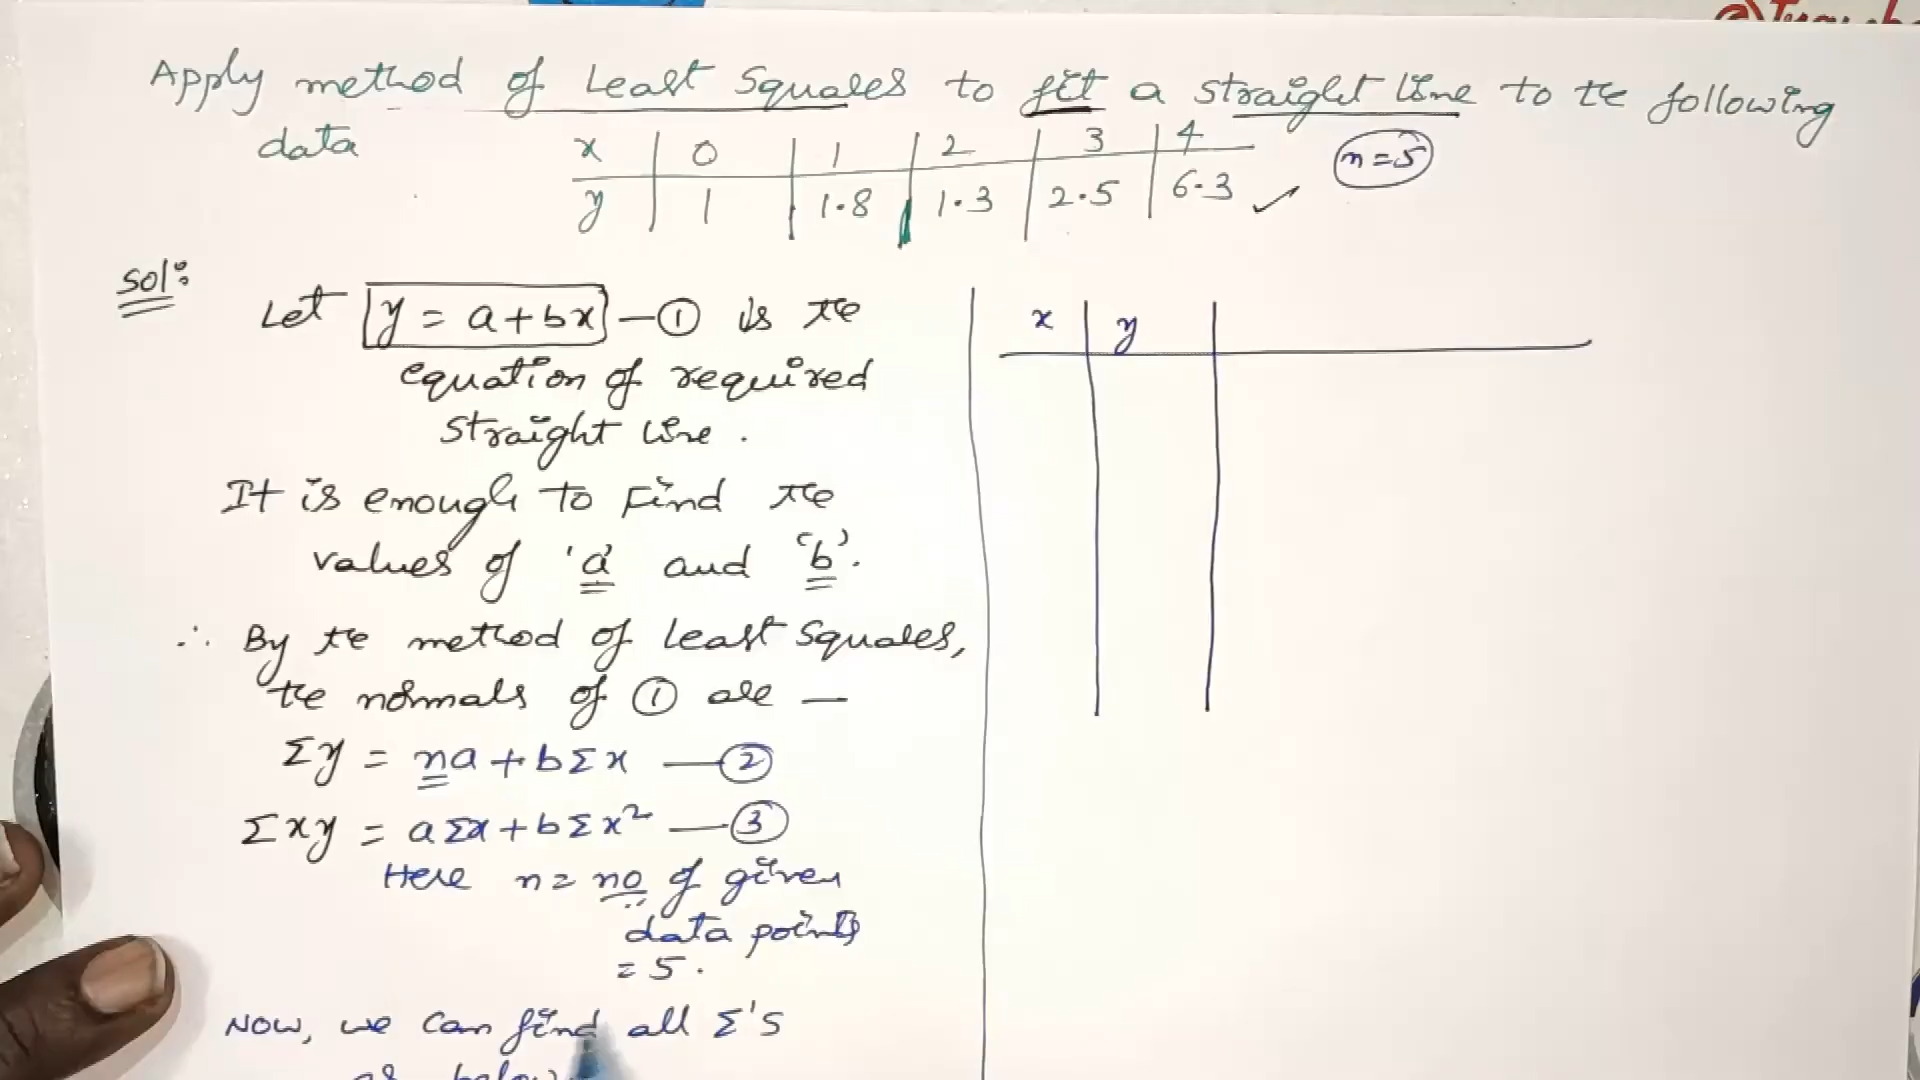 Apply method of Least Squares to fit a straight line to the following
data
x 0 1 2 3 4
y 1 1.8 1.3 2.5 6.3
n=5
Sol:
Let y = a+bx — ① is the
equation of required
straight line.
It is enough to find the
values of 'a' and 'b'.
∴ By the method of least squares,
the normals of ① are —
Σy = na + bΣx — ②
Σxy = aΣx + bΣx² — ③
Here n = no of given
data points
= 5.
Now, we can find all Σ's
as below
x y